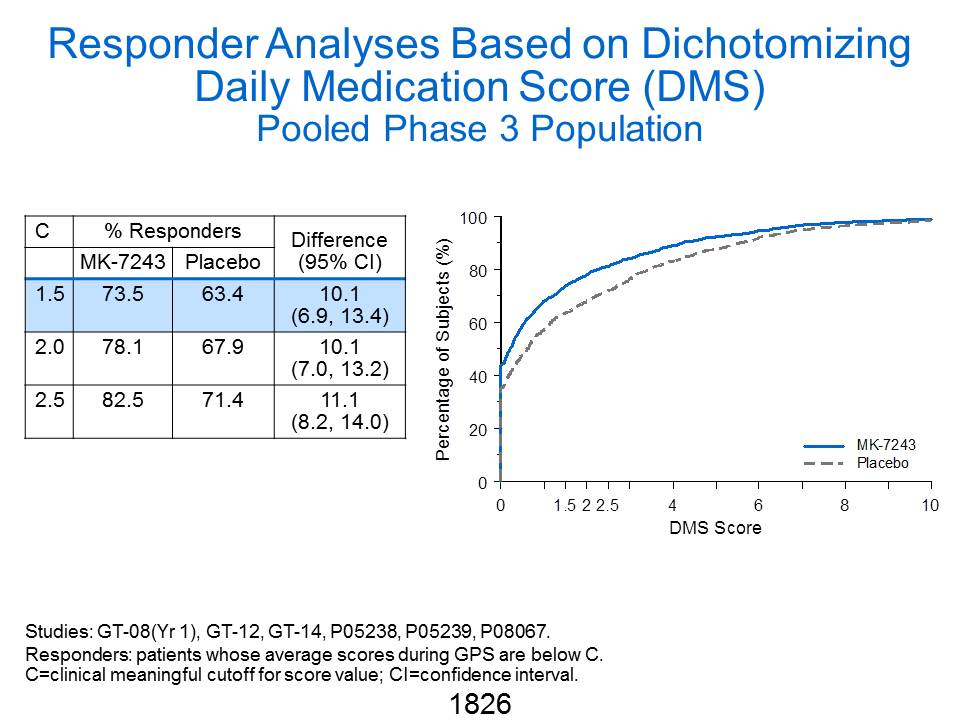 Responder Analyses Based on Dichotomizing
Daily Medication Score (DMS)
Pooled Phase 3 Population
C % Responders Difference
(95% CI)
MK-7243 Placebo
1.5 73.5 63.4 10.1
(6.9, 13.4)
2.0 78.1 67.9 10.1
(7.0, 13.2)
2.5 82.5 71.4 11.1
(8.2, 14.0)
Percentage of Subjects (%)
100
80
60
40
20
0
MK-7243
Placebo
0 1.5 2 2.5 4 6 8 10
DMS Score
Studies: GT-08(Yr 1), GT-12, GT-14, P05238, P05239, P08067.
Responders: patients whose average scores during GPS are below C.
C=clinical meaningful cutoff for score value; CI=confidence interval.
1826